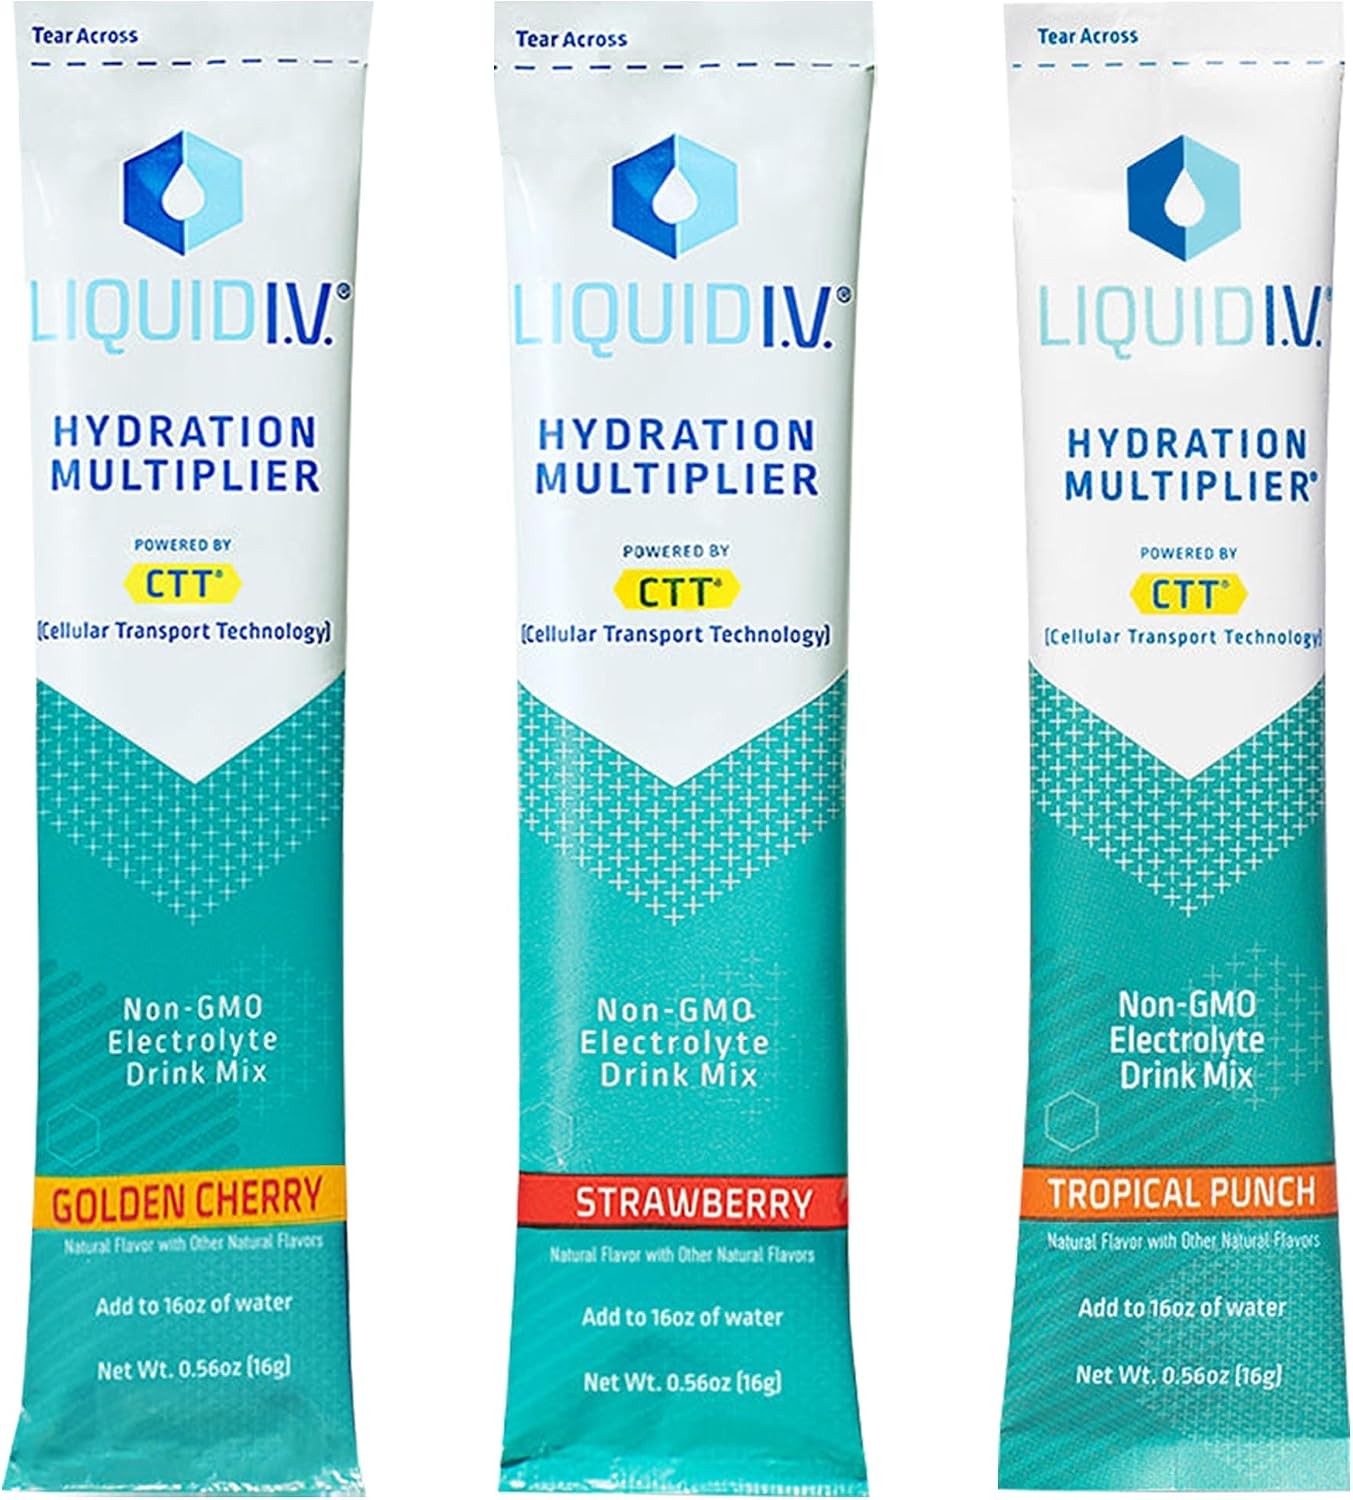 Tear Across
LIQUID I.V.®
HYDRATION
MULTIPLIER
POWERED BY
CTT®
(Cellular Transport Technology)
Non-GMO
Electrolyte
Drink Mix
GOLDEN CHERRY
Natural Flavor with Other Natural Flavors
Add to 16oz of water
Net Wt. 0.56oz (16g)
Tear Across
LIQUID I.V.®
HYDRATION
MULTIPLIER
POWERED BY
CTT®
(Cellular Transport Technology)
Non-GMO
Electrolyte
Drink Mix
STRAWBERRY
Natural Flavor with Other Natural Flavors
Add to 16oz of water
Net Wt. 0.56oz (16g)
Tear Across
LIQUID I.V.®
HYDRATION
MULTIPLIER®
POWERED BY
CTT®
(Cellular Transport Technology)
Non-GMO
Electrolyte
Drink Mix
TROPICAL PUNCH
Natural Flavor with Other Natural Flavors
Add to 16oz of water
Net Wt. 0.56oz (16g)